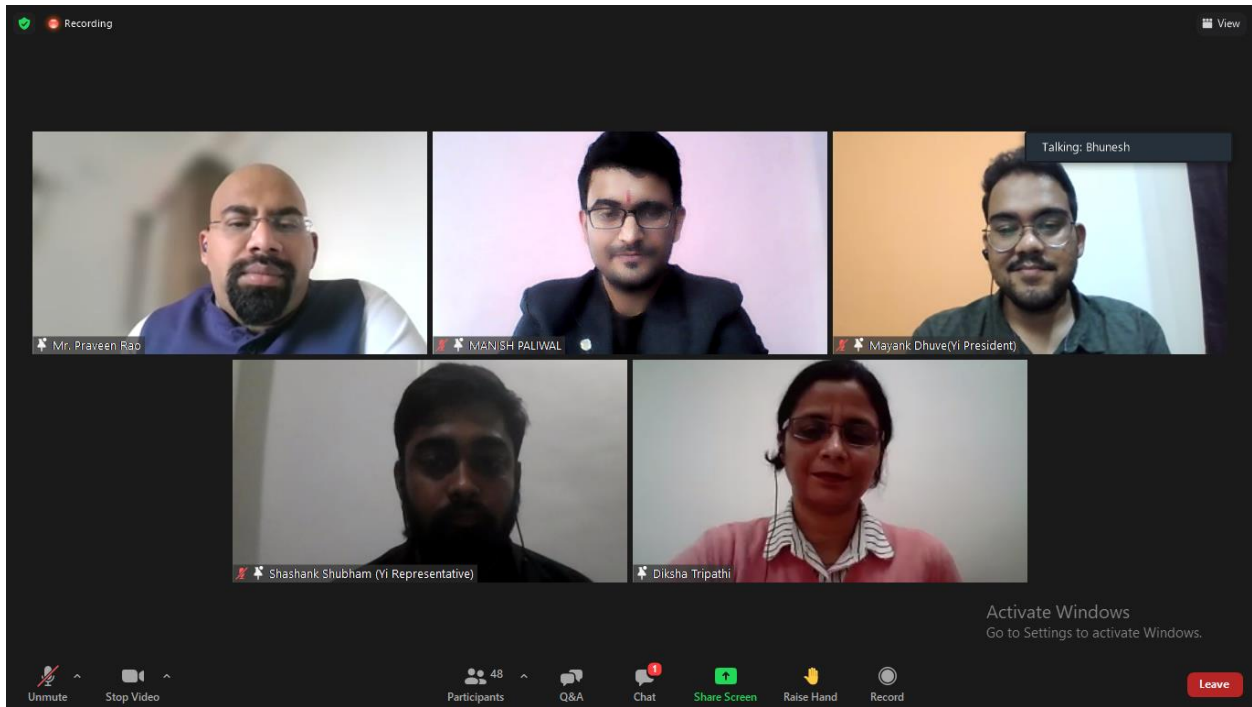 Recording
View
Talking: Bhunesh
Mr. Praveen Rao
MANISH PALIWAL
Mayank Dhuve(Yi President)
Shashank Shubham (Yi Representative)
Diksha Tripathi
Activate Windows
Go to Settings to activate Windows.
Unmute
Stop Video
48
Participants
Q&A
1
Chat
Share Screen
Raise Hand
Record
Leave